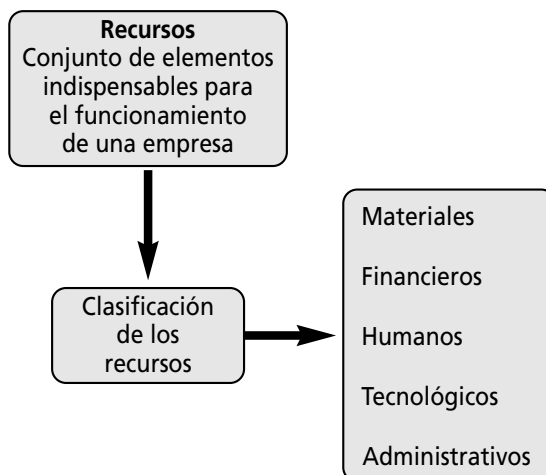 Recursos
Conjunto de elementos
indispensables para
el funcionamiento
de una empresa
Clasificación
de los
recursos
Materiales
Financieros
Humanos
Tecnológicos
Administrativos